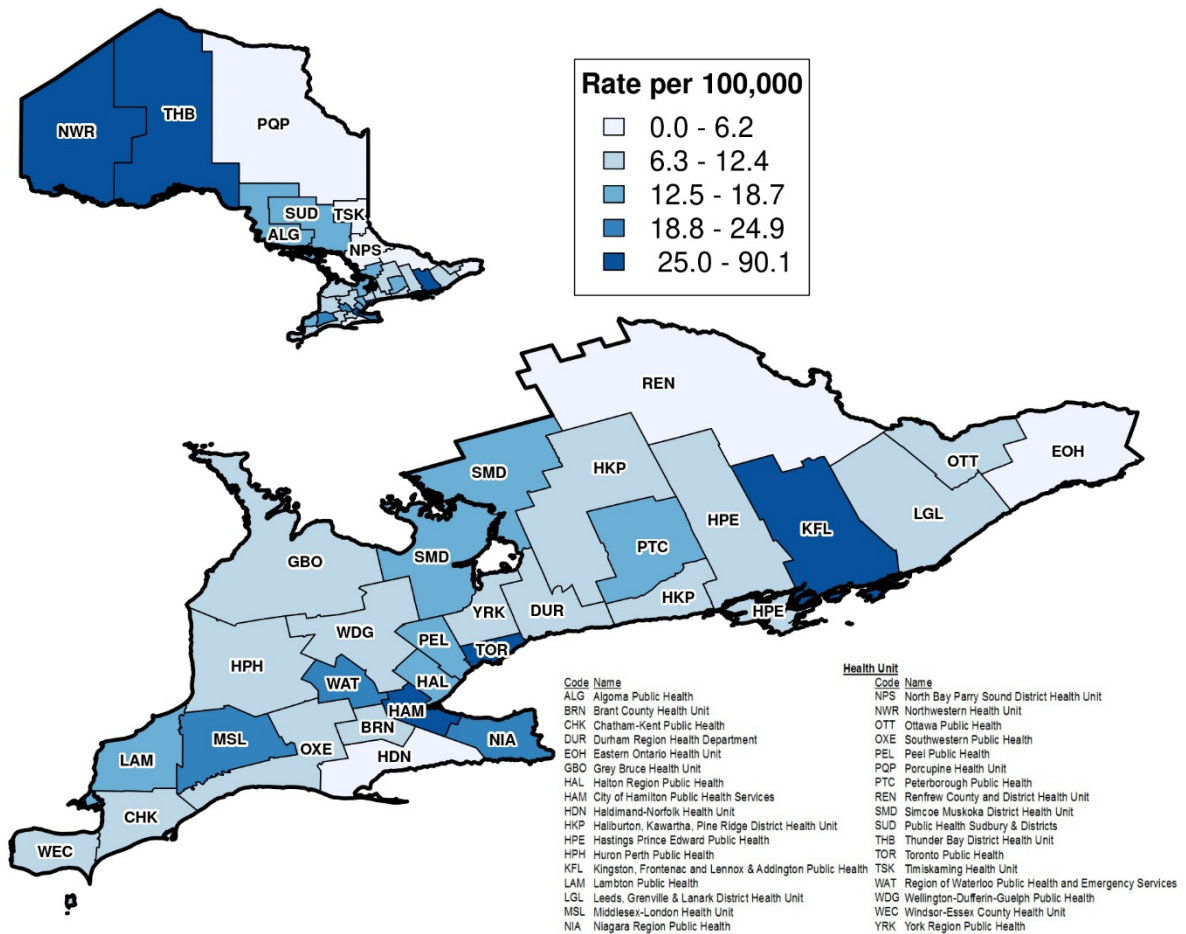 Rate per 100,000
0.0 - 6.2
6.3 - 12.4
12.5 - 18.7
18.8 - 24.9
25.0 - 90.1
NWR
THB
PQP
SUD
TSK
ALG
NPS
REN
SMD
HKP
OTT
EOH
HPE
KFL
LGL
PTC
SMD
GBO
HKP
HPE
YRK
DUR
WDG
PEL
TOR
HPH
WAT
HAL
HAM
BRN
NIA
MSL
OXE
HDN
LAM
CHK
WEC
Health Unit
Code Name
ALG Algoma Public Health
BRN Brant County Health Unit
CHK Chatham-Kent Public Health
DUR Durham Region Health Department
EOH Eastern Ontario Health Unit
GBO Grey Bruce Health Unit
HAL Halton Region Public Health
HAM City of Hamilton Public Health Services
HDN Haldimand-Norfolk Health Unit
HKP Haliburton, Kawartha, Pine Ridge District Health Unit
HPE Hastings Prince Edward Public Health
HPH Huron Perth Public Health
KFL Kingston, Frontenac and Lennox & Addington Public Health
LAM Lambton Public Health
LGL Leeds, Grenville & Lanark District Health Unit
MSL Middlesex-London Health Unit
NIA Niagara Region Public Health
Code Name
NPS North Bay Parry Sound District Health Unit
NWR Northwestern Health Unit
OTT Ottawa Public Health
OXE Southwestern Public Health
PEL Peel Public Health
PQP Porcupine Health Unit
PTC Peterborough Public Health
REN Renfrew County and District Health Unit
SMD Simcoe Muskoka District Health Unit
SUD Public Health Sudbury & Districts
THB Thunder Bay District Health Unit
TOR Toronto Public Health
TSK Timiskaming Health Unit
WAT Region of Waterloo Public Health and Emergency Services
WDG Wellington-Dufferin-Guelph Public Health
WEC Windsor-Essex County Health Unit
YRK York Region Public Health